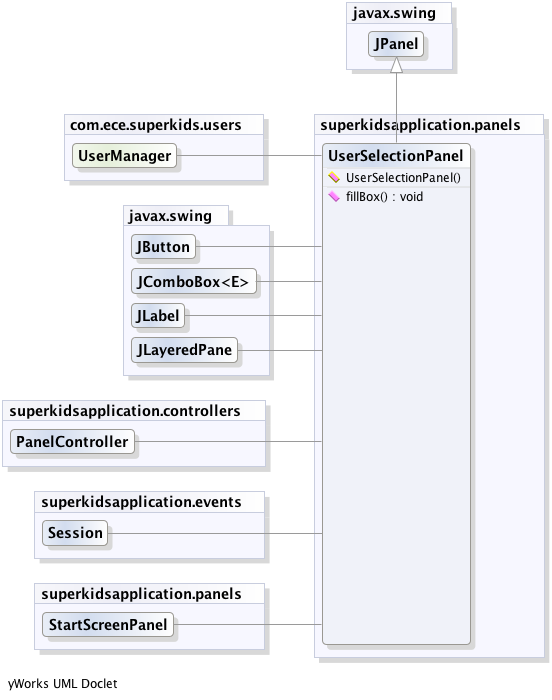 javax.swing
JPanel
com.ece.superkids.users
UserManager
superkidsapplication.panels
UserSelectionPanel
UserSelectionPanel()
fillBox() : void
javax.swing
JButton
JComboBox<E>
JLabel
JLayeredPane
superkidsapplication.controllers
PanelController
superkidsapplication.events
Session
superkidsapplication.panels
StartScreenPanel
yWorks UML Doclet